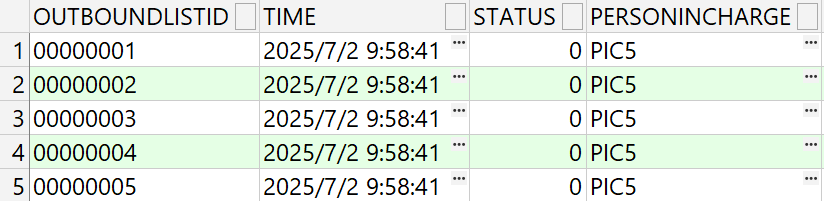 OUTBOUNDLISTID TIME STATUS PERSONINCHARGE
1 00000001 2025/7/2 9:58:41 ... 0 PIC5 ...
2 00000002 2025/7/2 9:58:41 ... 0 PIC5 ...
3 00000003 2025/7/2 9:58:41 ... 0 PIC5 ...
4 00000004 2025/7/2 9:58:41 ... 0 PIC5 ...
5 00000005 2025/7/2 9:58:41 ... 0 PIC5 ...